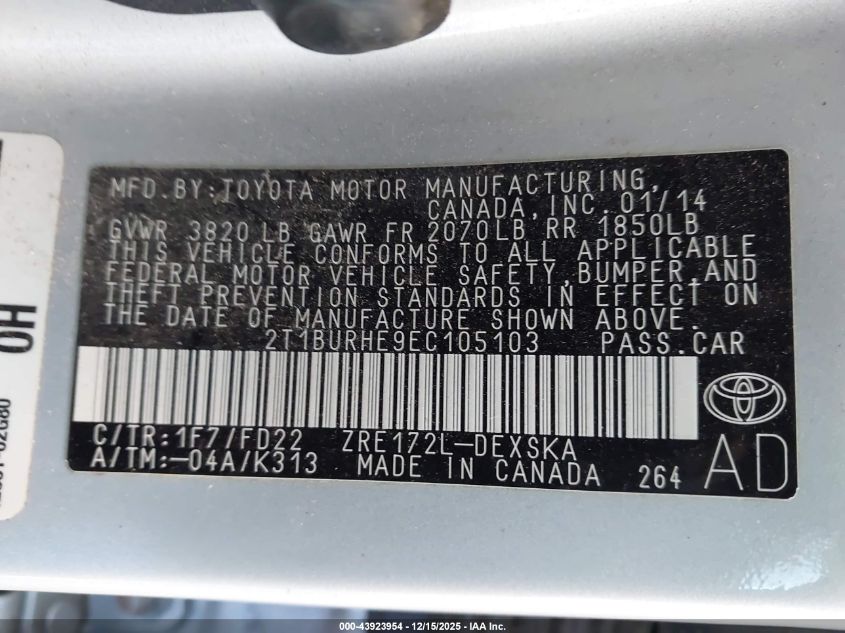 MFD.BY:TOYOTA MOTOR MANUFACTURING,
CANADA,INC. 01/14
GVWR 3820 LB GAWR FR 2070LB RR 1850LB
THIS VEHICLE CONFORMS TO ALL APPLICABLE
FEDERAL MOTOR VEHICLE SAFETY,BUMPER,AND
THEFT PREVENTION STANDARDS IN EFFECT ON
THE DATE OF MANUFACTURE SHOWN ABOVE.
2T1BURHE9EC105103 PASS.CAR
C/TR:1F7/FD22 ZRE172L-DEXSKA
A/TM:-04A/K313 MADE IN CANADA 264 AD
HO
000-43923954 - 12/15/2025 - IAA Inc.